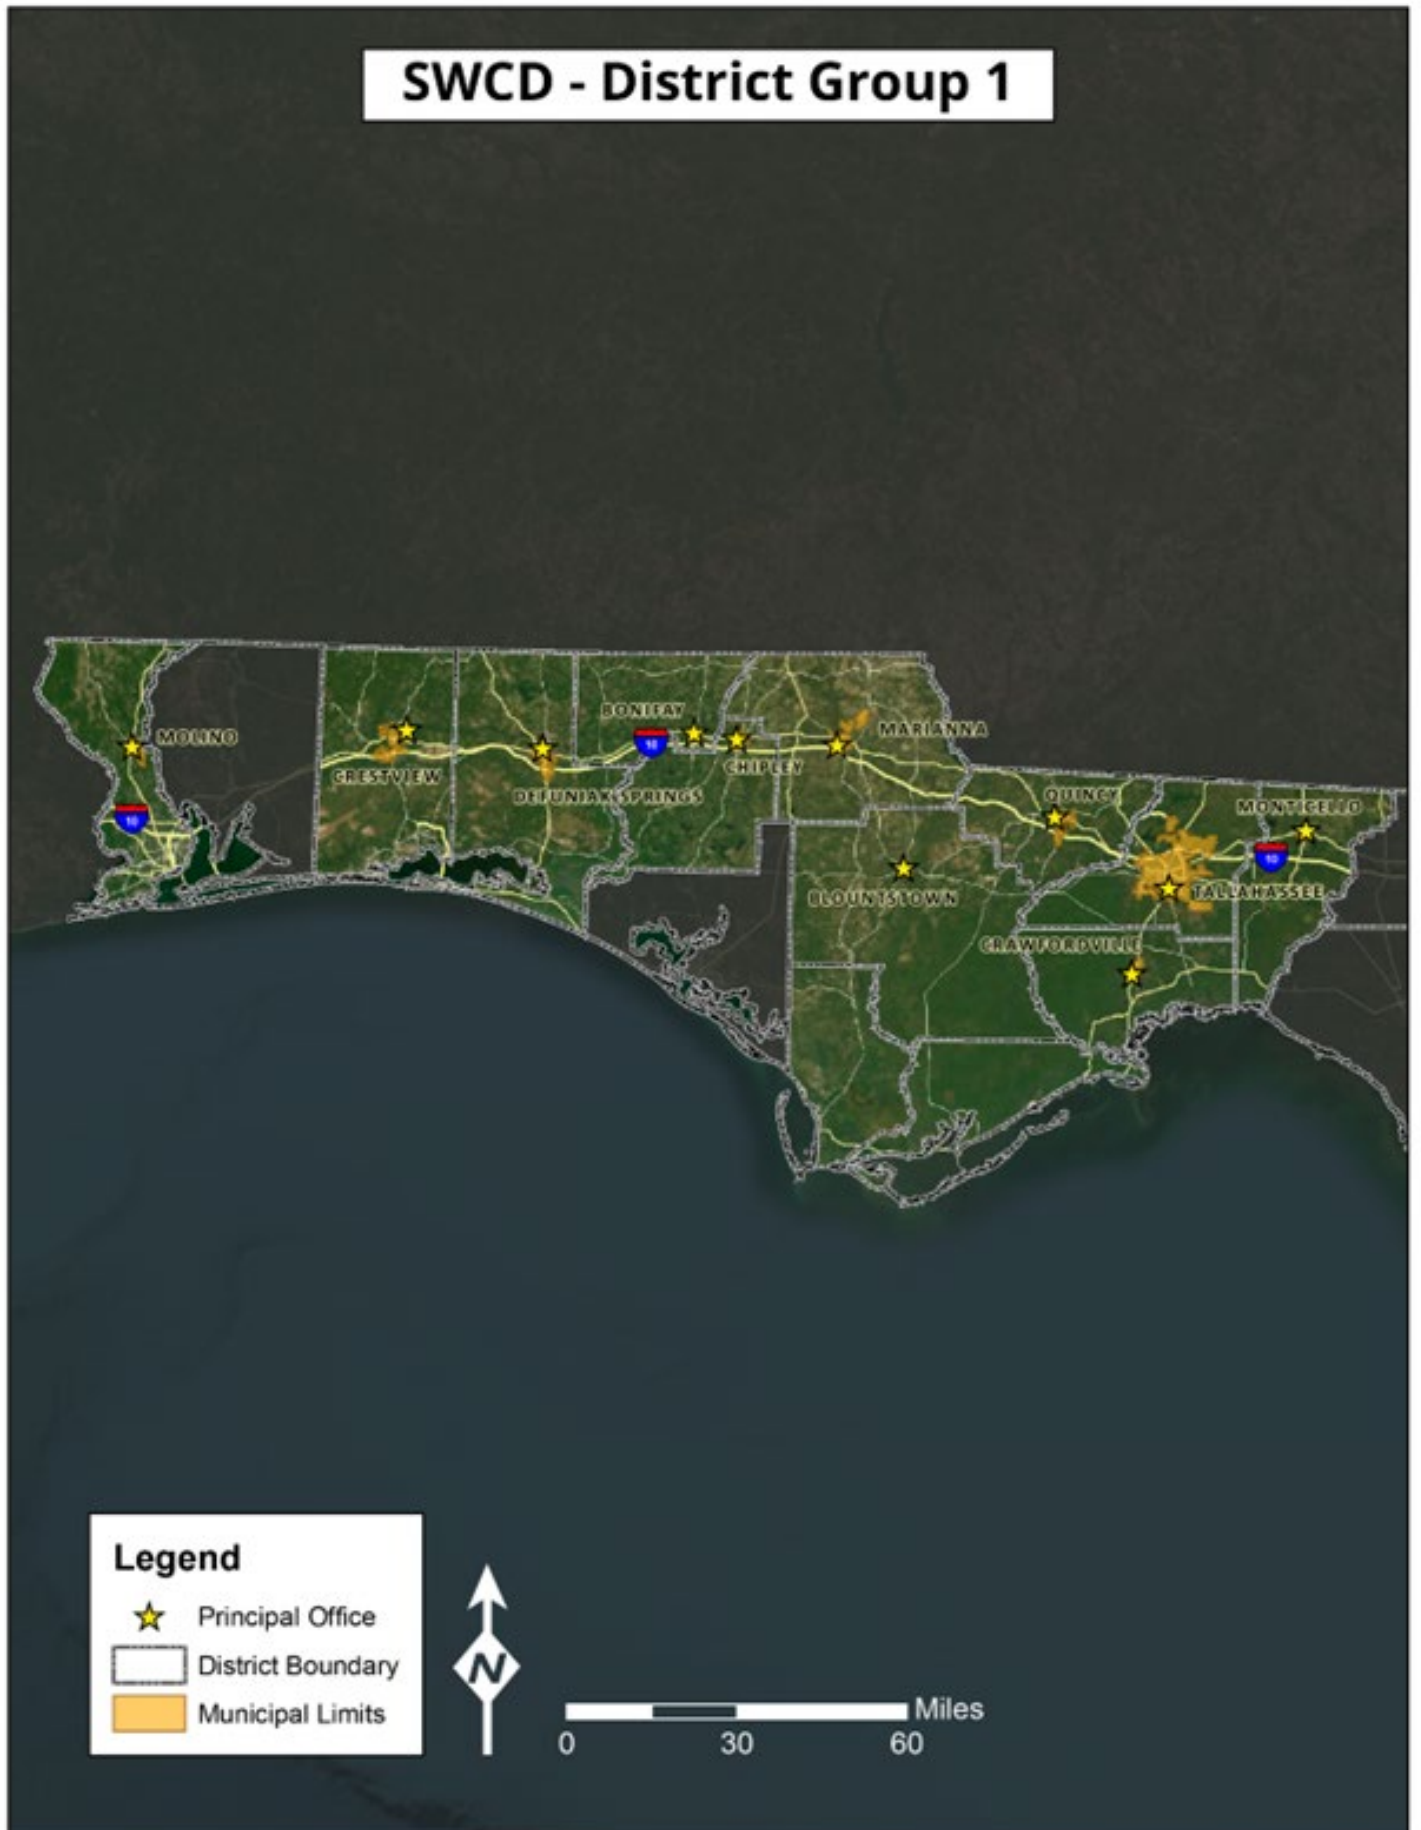 SWCD - District Group 1
BONIFAY
MARIANNA
MOLINO
10
CHIPLEY
CRESTVIEW
DEFUNIAK SPRINGS
QUINCY
MONTICELLO
10
10
BLOUNTSTOWN
TALLAHASSEE
CRAWFORDVILLE
Legend
Principal Office
District Boundary
Municipal Limits
N
Miles
0 30 60